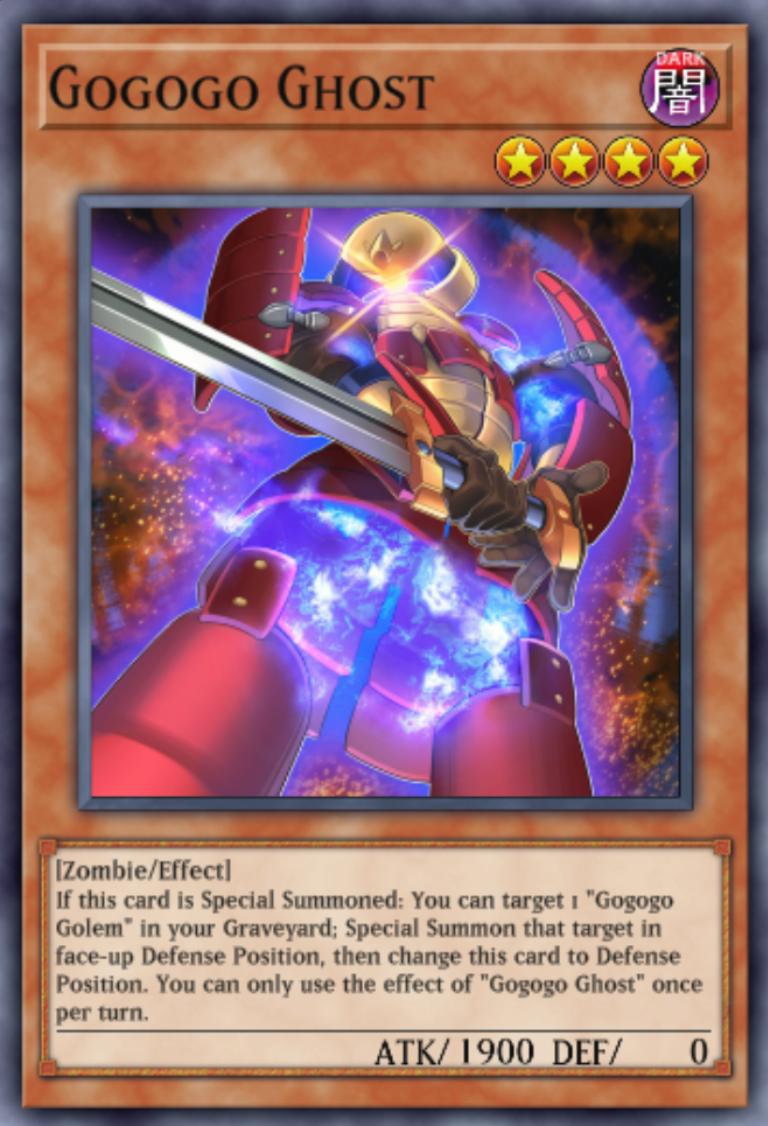 Gogogo Ghost
DARK
闇
[Zombie/Effect]
If this card is Special Summoned: You can target 1 "Gogogo
Golem" in your Graveyard; Special Summon that target in
face-up Defense Position, then change this card to Defense
Position. You can only use the effect of "Gogogo Ghost" once
per turn.
ATK/ 1900 DEF/ 0